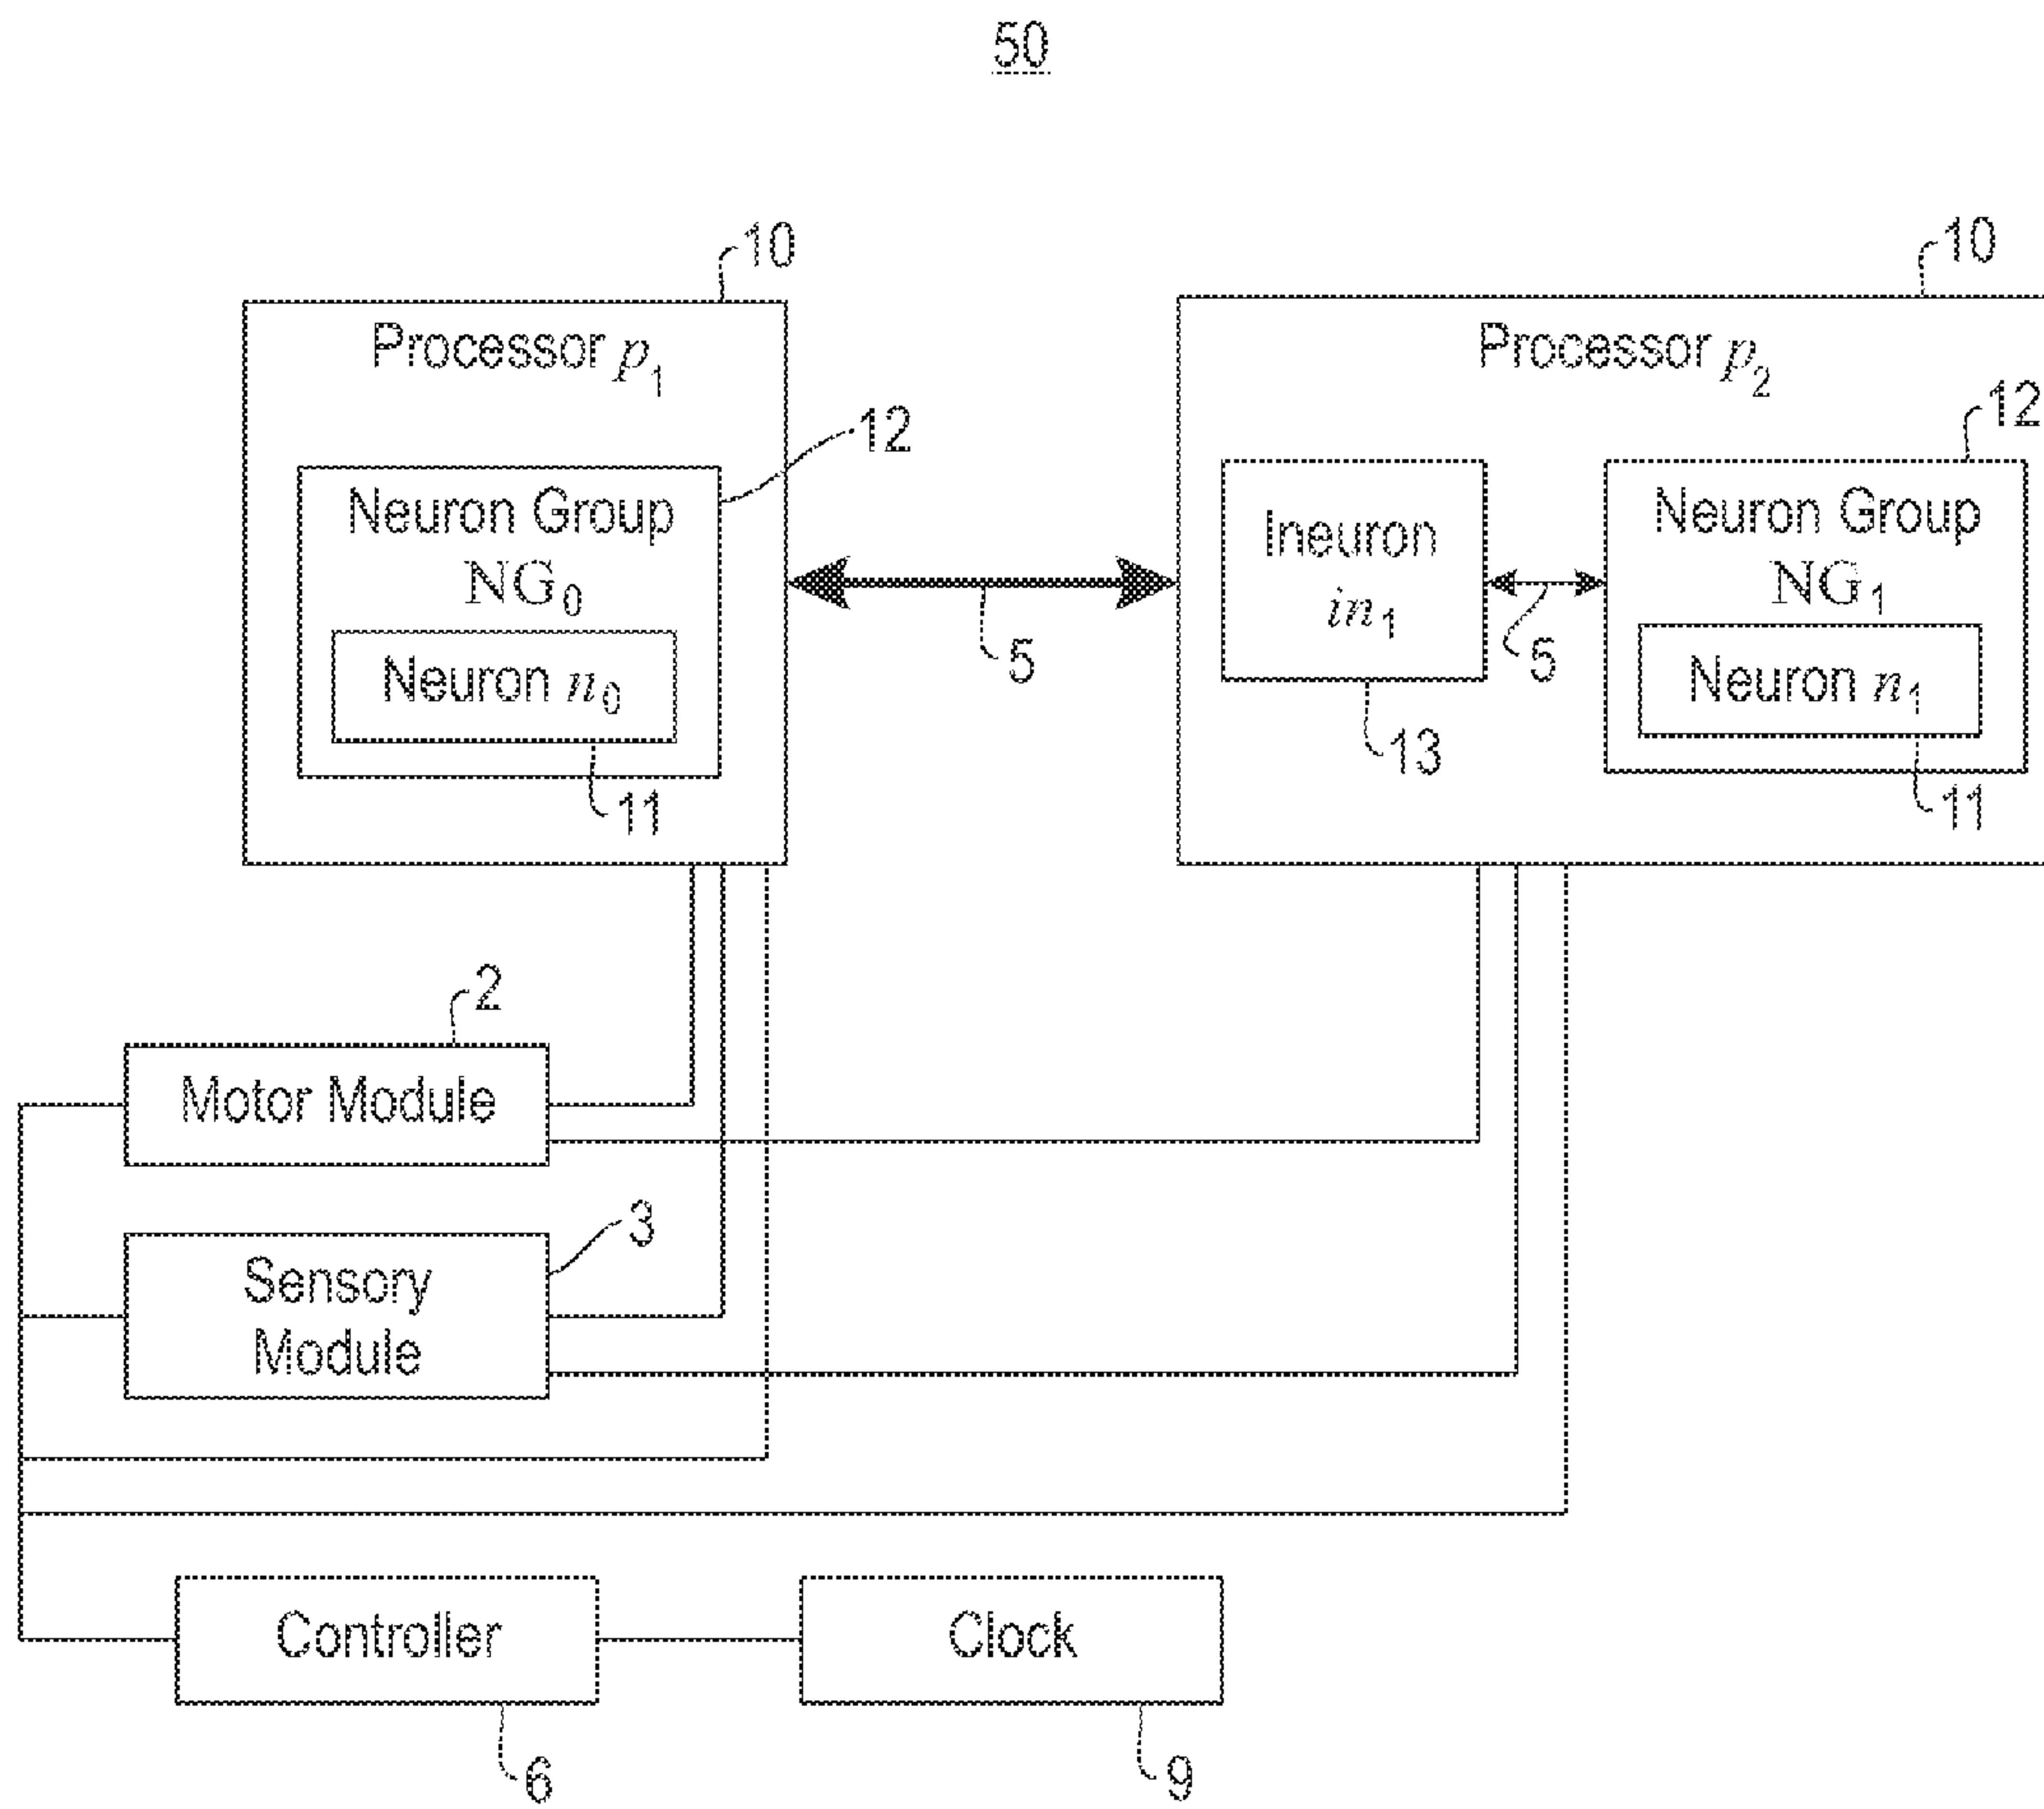 50
10
10
Processor p1
Processor p2
12
12
Neuron Group
NG0
Neuron n0
Ineuron
in1
Neuron Group
NG1
Neuron n1
5
5
13
11
11
2
Motor Module
3
Sensory
Module
Controller
Clock
6
9